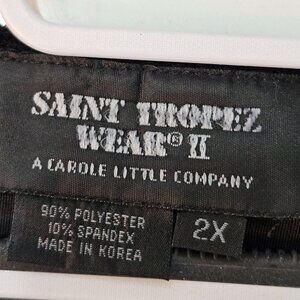 SAINT TROPEZ
WEAR® II
A CAROLE LITTLE COMPANY
90% POLYESTER
10% SPANDEX
MADE IN KOREA
2X